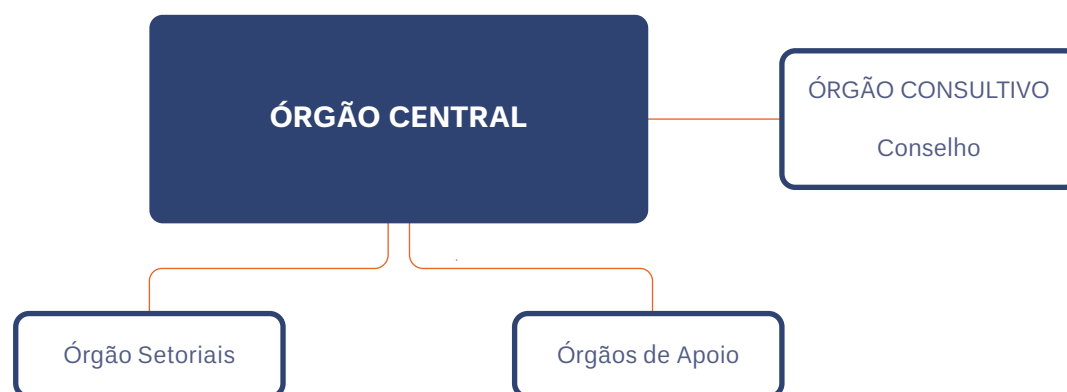 ÓRGÃO CENTRAL
ÓRGÃO CONSULTIVO
Conselho
Órgão Setoriais
Órgãos de Apoio